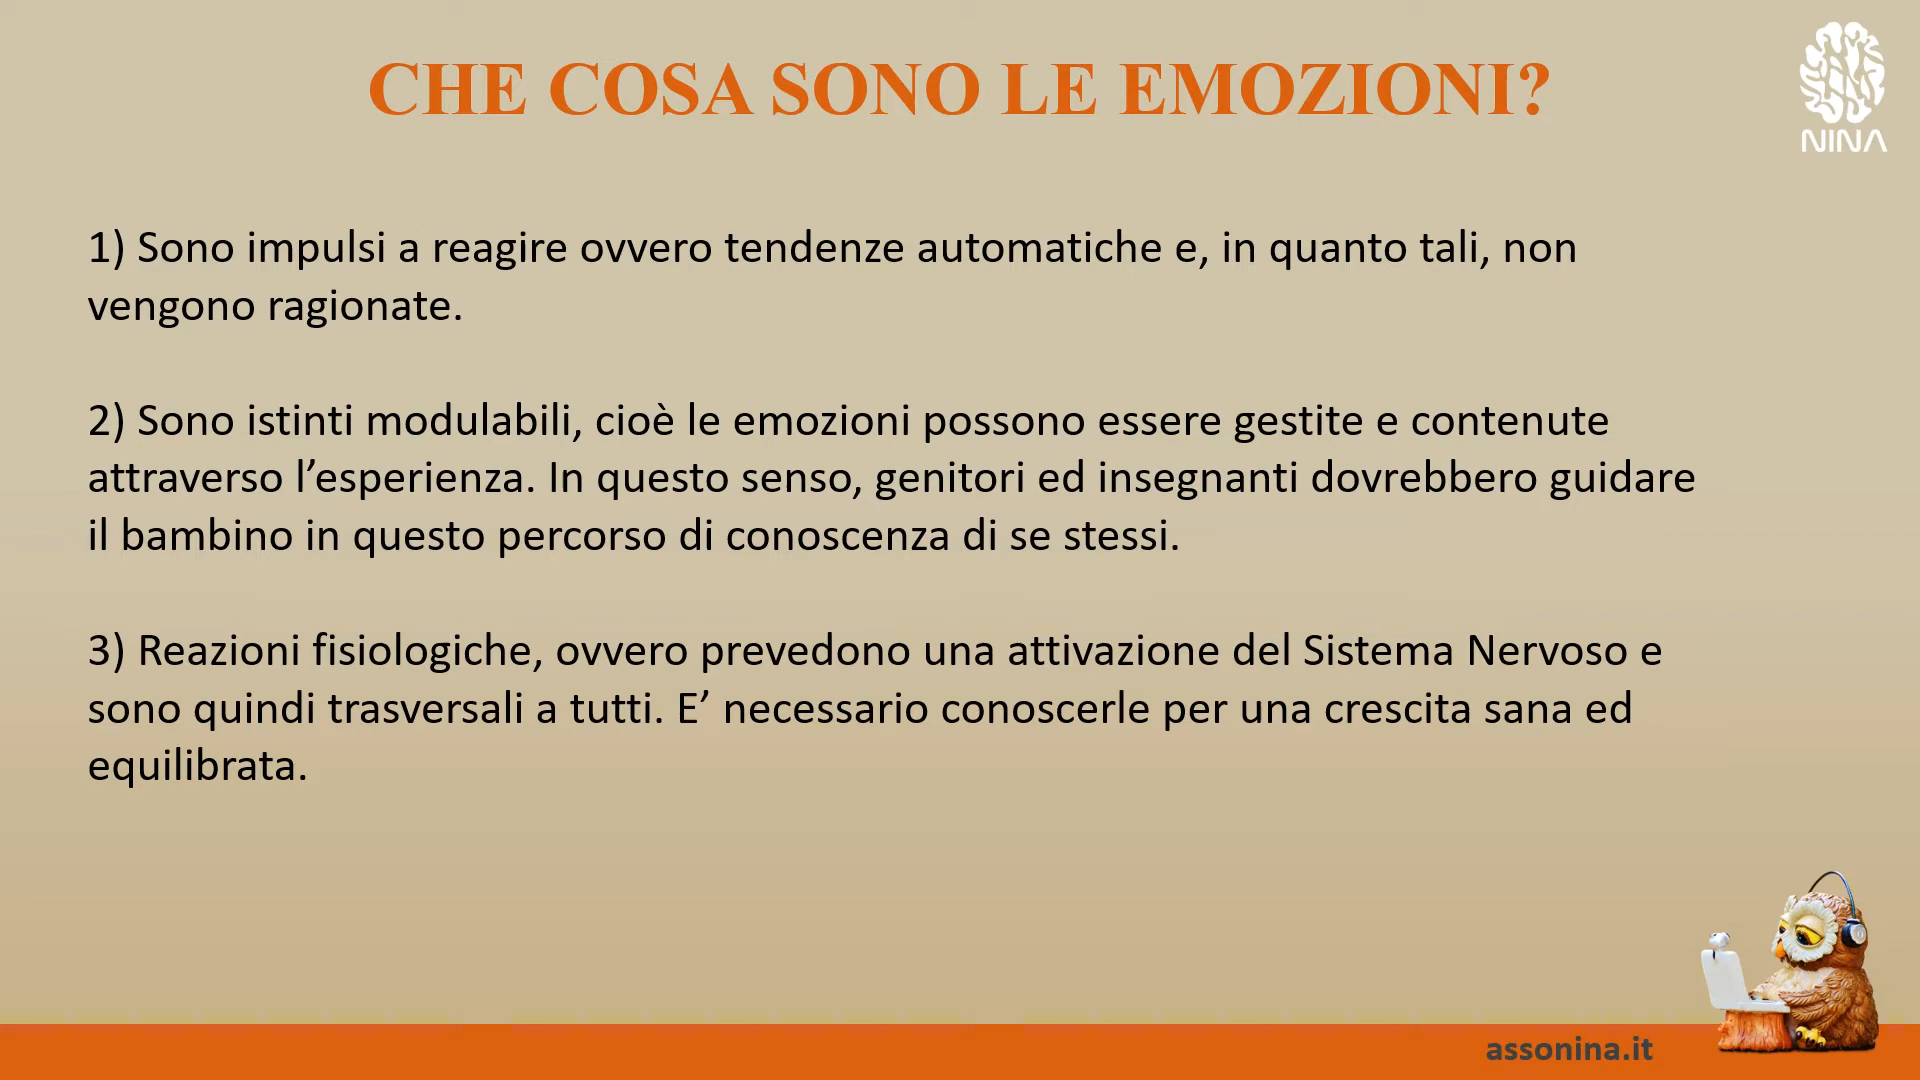 CHE COSA SONO LE EMOZIONI?
NINA
1) Sono impulsi a reagire ovvero tendenze automatiche e, in quanto tali, non
vengono ragionate.
2) Sono istinti modulabili, cioè le emozioni possono essere gestite e contenute
attraverso l’esperienza. In questo senso, genitori ed insegnanti dovrebbero guidare
il bambino in questo percorso di conoscenza di se stessi.
3) Reazioni fisiologiche, ovvero prevedono una attivazione del Sistema Nervoso e
sono quindi trasversali a tutti. E’ necessario conoscerle per una crescita sana ed
equilibrata.
assonina.it